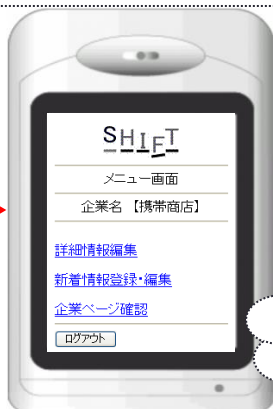 SHIFT
メニュー画面
企業名 【携帯商店】
詳細情報編集
新着情報登録・編集
企業ページ確認
ログアウト